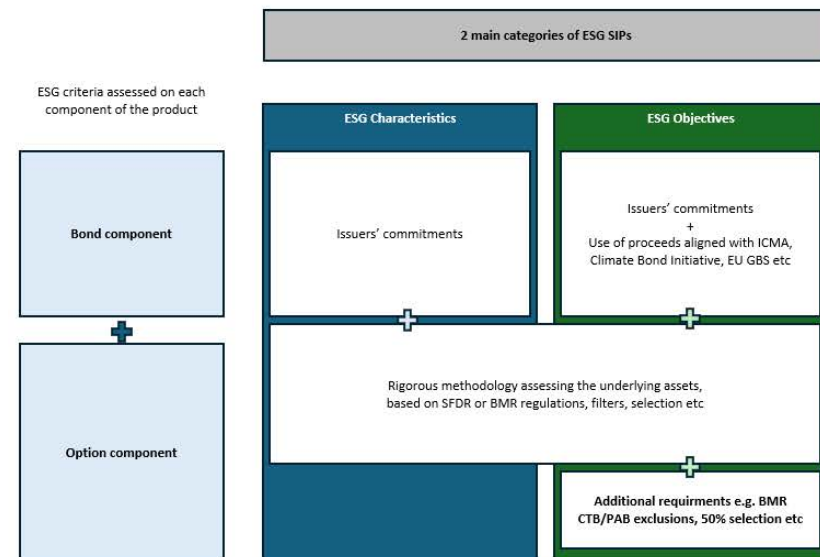 2 main categories of ESG SIPs
ESG criteria assessed on each
component of the product
ESG Characteristics
ESG Objectives
Bond component
Issuers' commitments
Issuers' commitments
+
Use of proceeds aligned with ICMA,
Climate Bond Initiative, EU GBS etc
Option component
Rigorous methodology assessing the underlying assets,
based on SFDR or BMR regulations, filters, selection etc
Additional requirments e.g. BMR
CTB/PAB exclusions, 50% selection etc